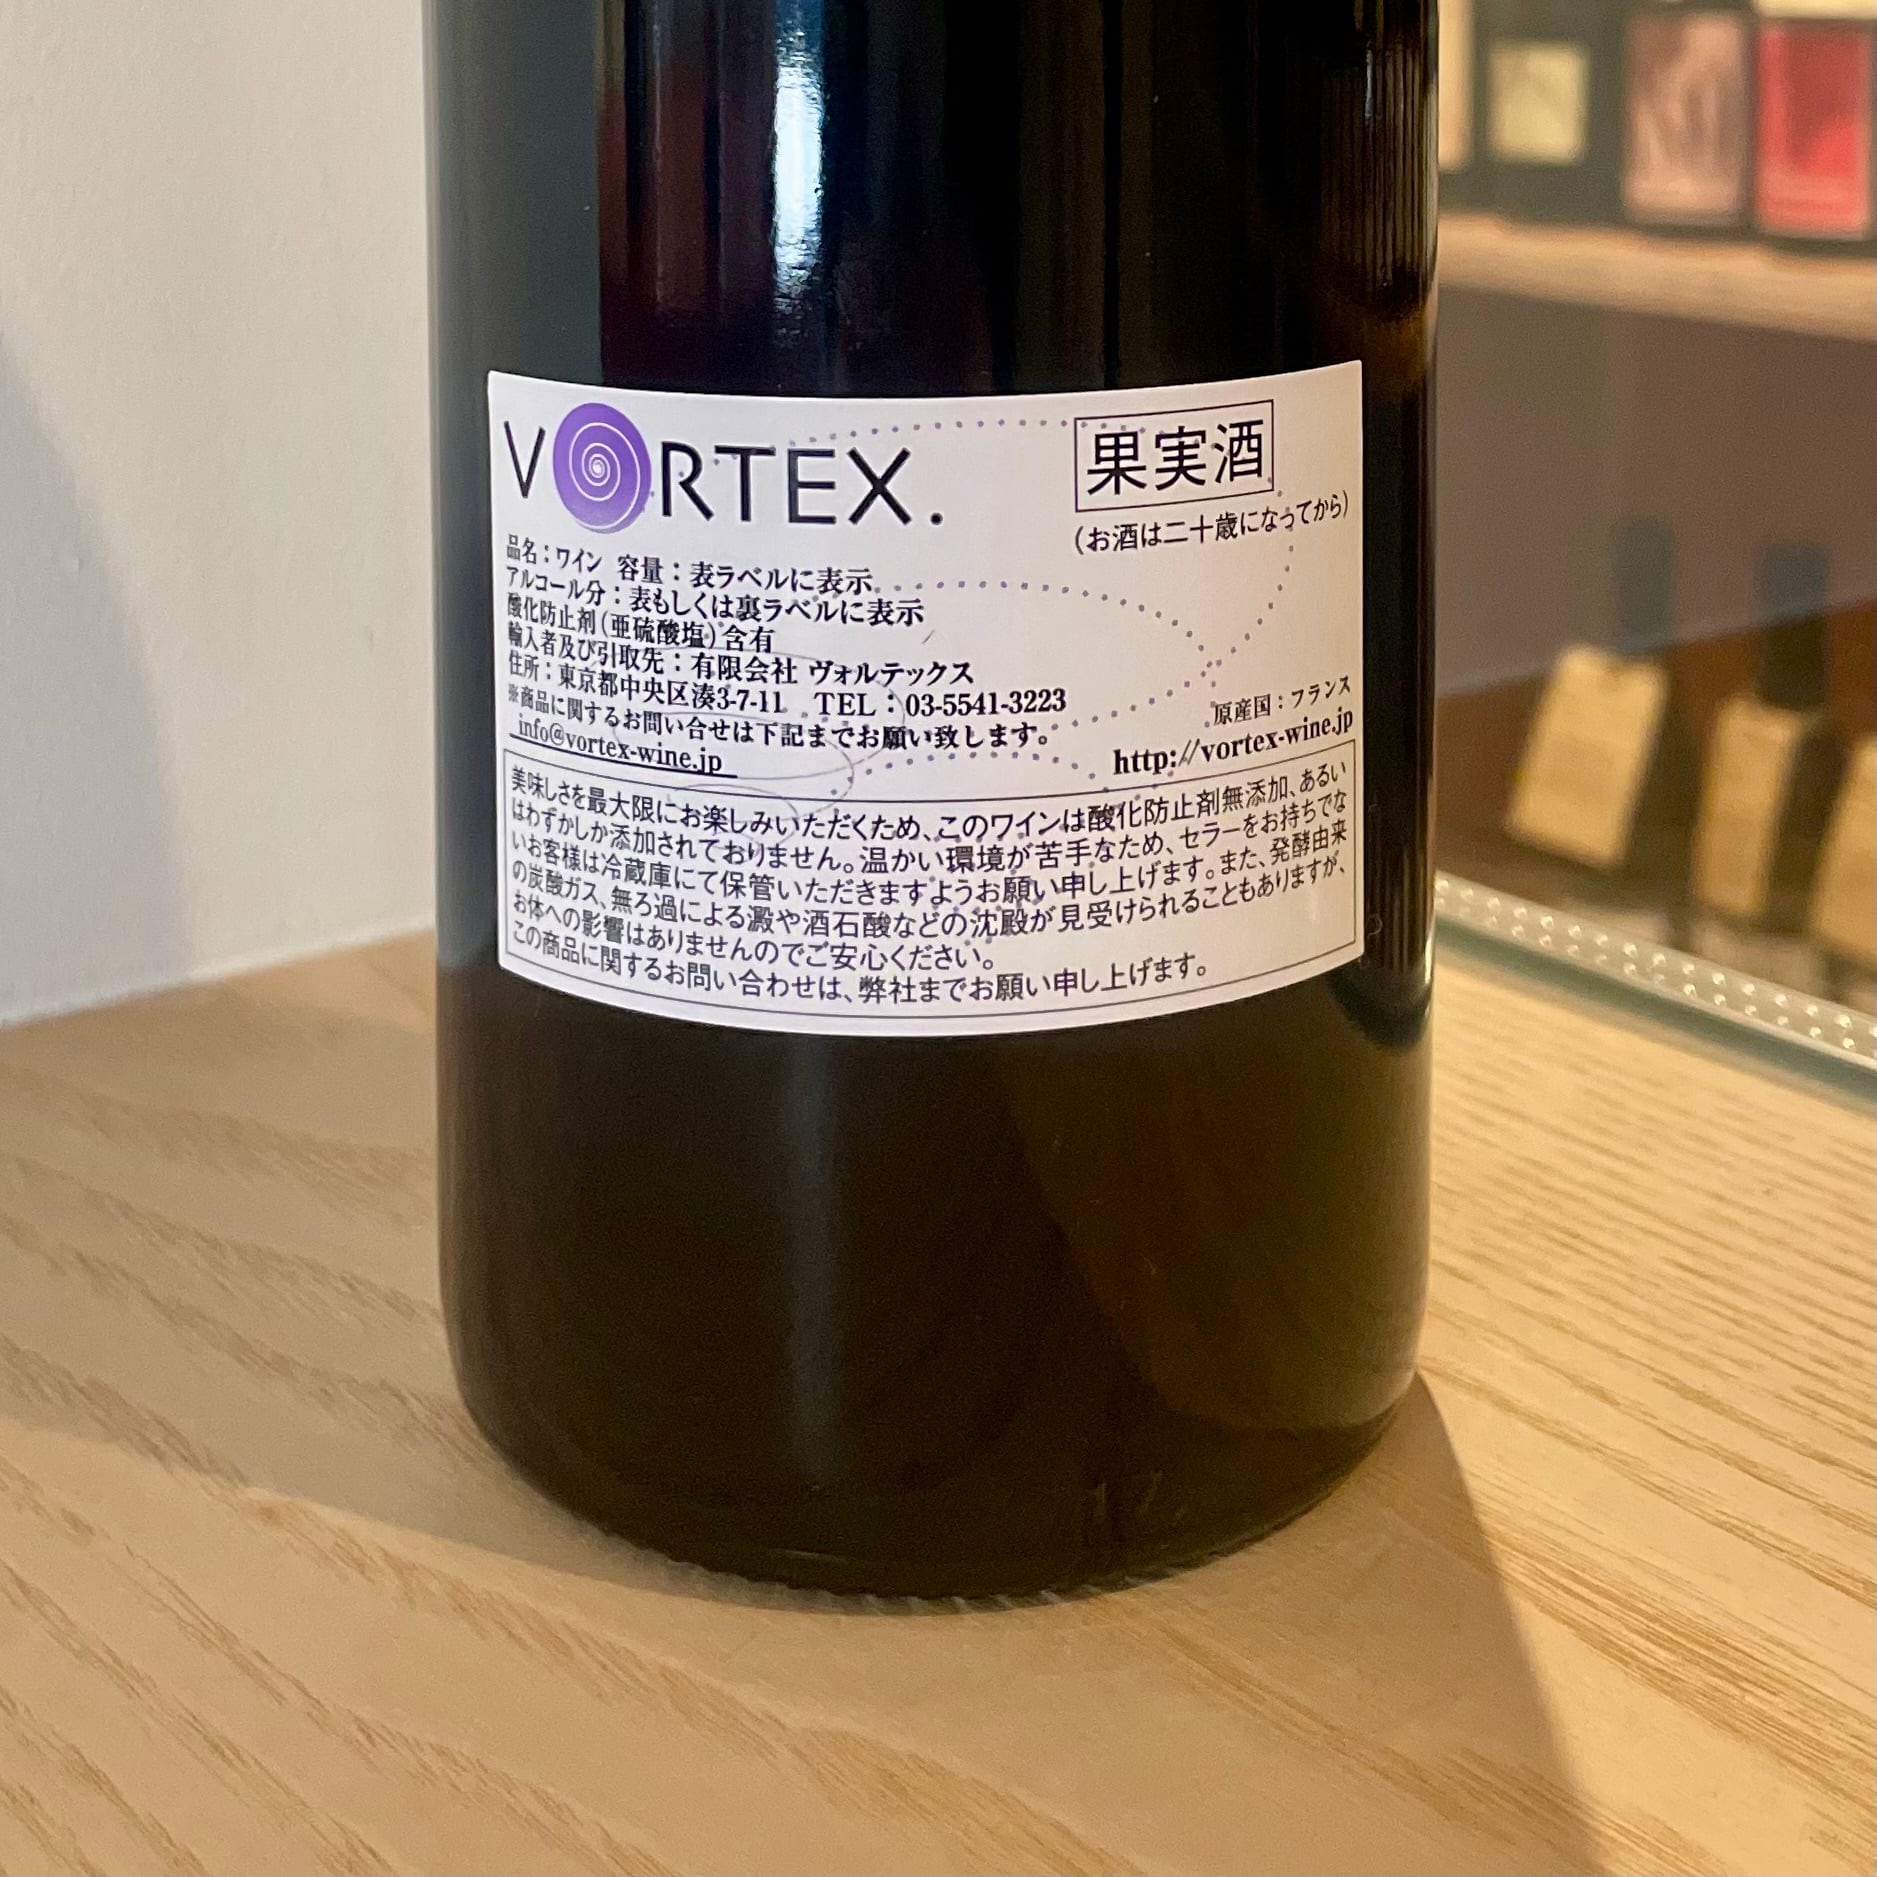 VORTEX.
果実酒
(お酒は二十歳になってから)
品名：ワイン 容量：表ラベルに表示
アルコール分：表もしくは裏ラベルに表示
酸化防止剤(亜硫酸塩)含有
輸入者及び引取先：有限会社 ヴォルテックス
住所：東京都中央区湊3-7-11 TEL：03-5541-3223
※商品に関するお問い合せは下記までお願い致します。
info@vortex-wine.jp
原産国：フランス
http://vortex-wine.jp
美味しさを最大限にお楽しみいただくため、このワインは酸化防止剤無添加、あるい
はわずかしか添加されておりません。温かい環境が苦手なため、セラーをお持ちでな
いお客様は冷蔵庫にて保管いただきますようお願い申し上げます。また、発酵由来
の炭酸ガス、無ろ過による澱や酒石酸などの沈殿が見受けられることもありますが、
お体への影響はありませんのでご安心ください。
この商品に関するお問い合わせは、弊社までお願い申し上げます。